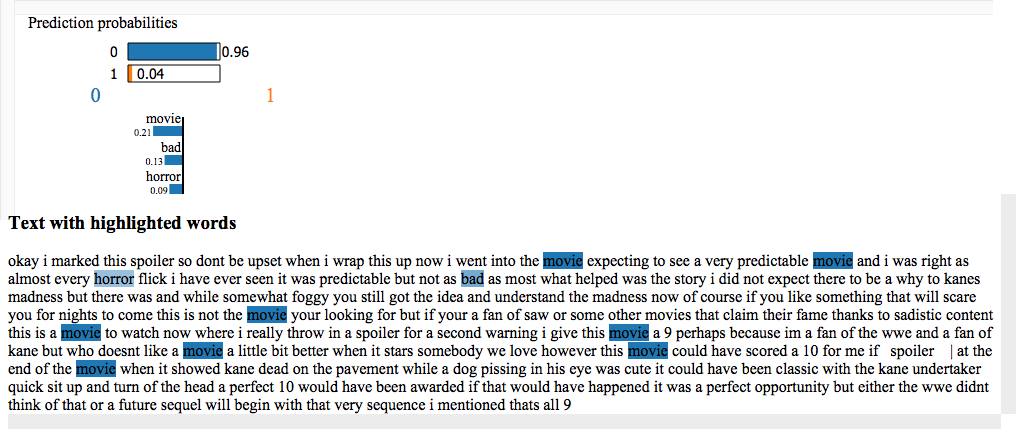 Prediction probabilities
0 0.96
1 0.04
0 1
movie
0.21
bad
0.13
horror
0.09
Text with highlighted words
okay i marked this spoiler so dont be upset when i wrap this up now i went into the movie expecting to see a very predictable movie and i was right as
almost every horror flick i have ever seen it was predictable but not as bad as most what helped was the story i did not expect there to be a why to kanes
madness but there was and while somewhat foggy you still got the idea and understand the madness now of course if you like something that will scare
you for nights to come this is not the movie your looking for but if your a fan of saw or some other movies that claim their fame thanks to sadistic content
this is a movie to watch now where i really throw in a spoiler for a second warning i give this movie a 9 perhaps because im a fan of the wwe and a fan of
kane but who doesnt like a movie a little bit better when it stars somebody we love however this movie could have scored a 10 for me if spoiler | at the
end of the movie when it showed kane dead on the pavement while a dog pissing in his eye was cute it could have been classic with the kane undertaker
quick sit up and turn of the head a perfect 10 would have been awarded if that would have happened it was a perfect opportunity but either the wwe didnt
think of that or a future sequel will begin with that very sequence i mentioned thats all 9